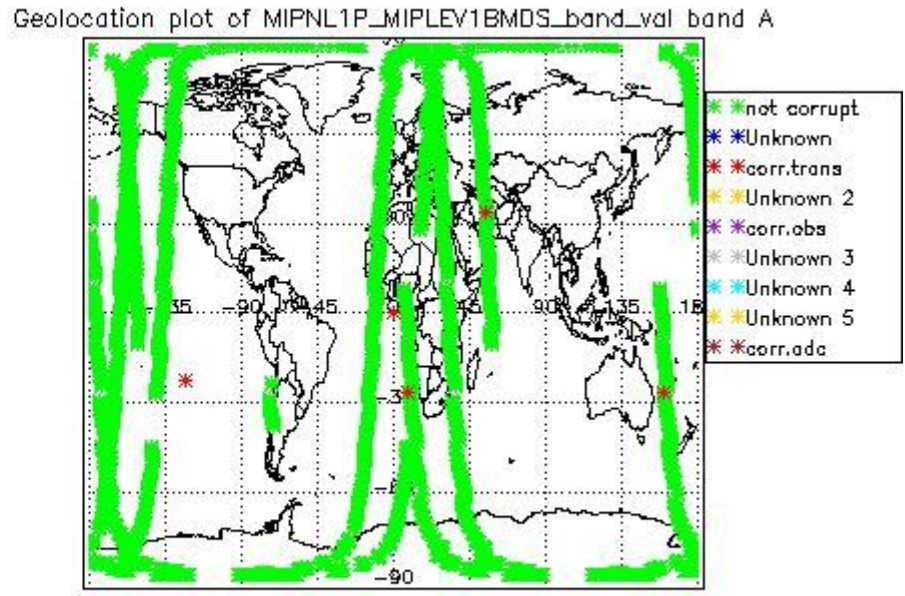 Geolocation plot of MIPNL1P_MIPLEV1BMDS_band_val band A
not corrupt
Unknown
corr.trans
Unknown 2
corr.obs
Unknown 3
Unknown 4
Unknown 5
corr.adc
-90
-45
90
135
-90